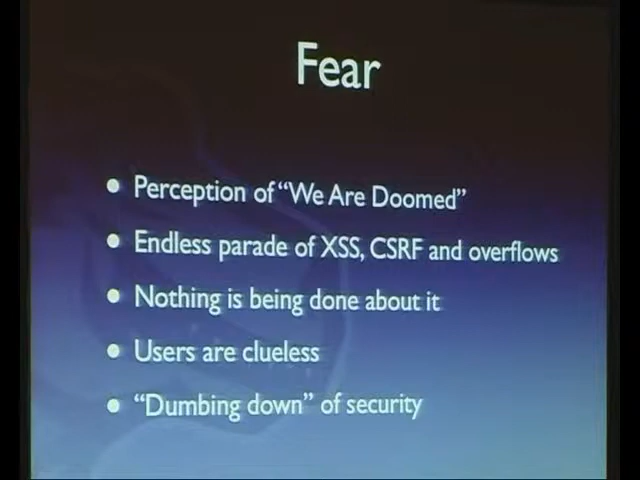 Fear
• Perception of “We Are Doomed”
• Endless parade of XSS, CSRF and overflows
• Nothing is being done about it
• Users are clueless
• “Dumbing down” of security